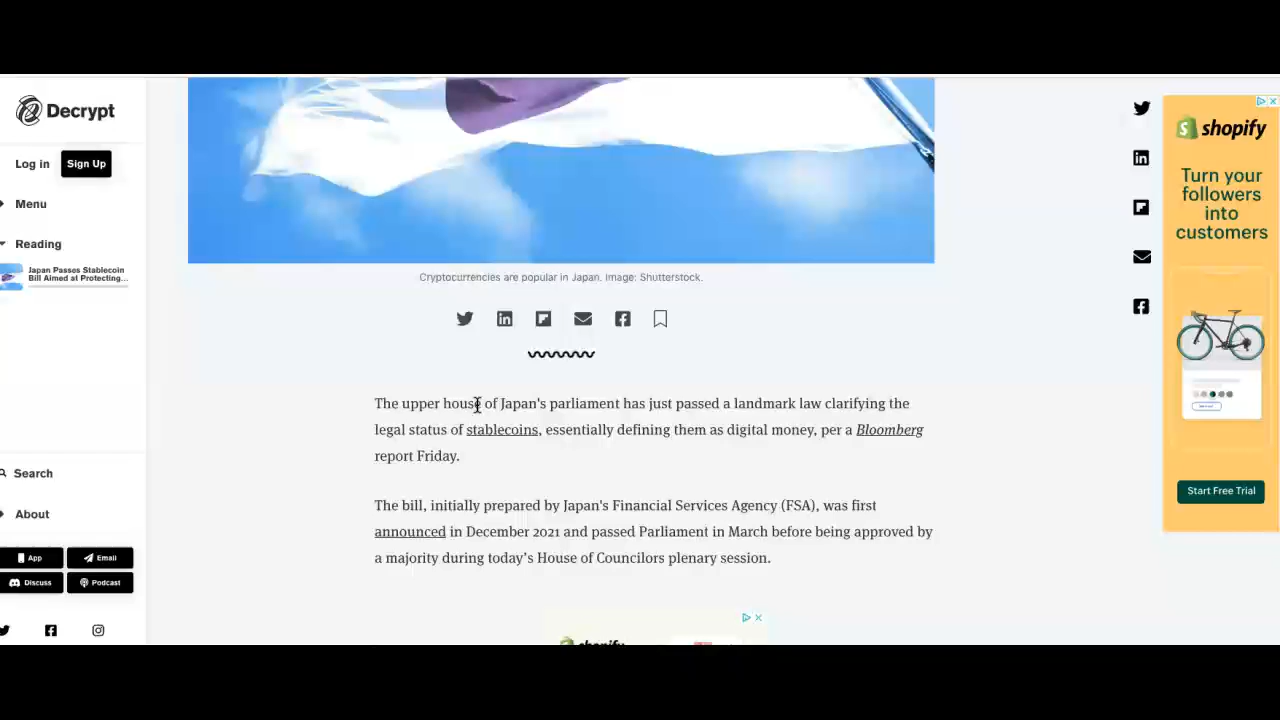 Decrypt
Log in
Sign Up
Menu
Reading
Japan Passes Stablecoin
Bill Aimed at Protecting...
Search
About
App
Email
Discuss
Podcast
Cryptocurrencies are popular in Japan. Image: Shutterstock.
The upper house of Japan's parliament has just passed a landmark law clarifying the
legal status of stablecoins, essentially defining them as digital money, per a Bloomberg
report Friday.
The bill, initially prepared by Japan's Financial Services Agency (FSA), was first
announced in December 2021 and passed Parliament in March before being approved by
a majority during today’s House of Councilors plenary session.
shopify
shopify
Turn your
followers
into
customers
Start Free Trial